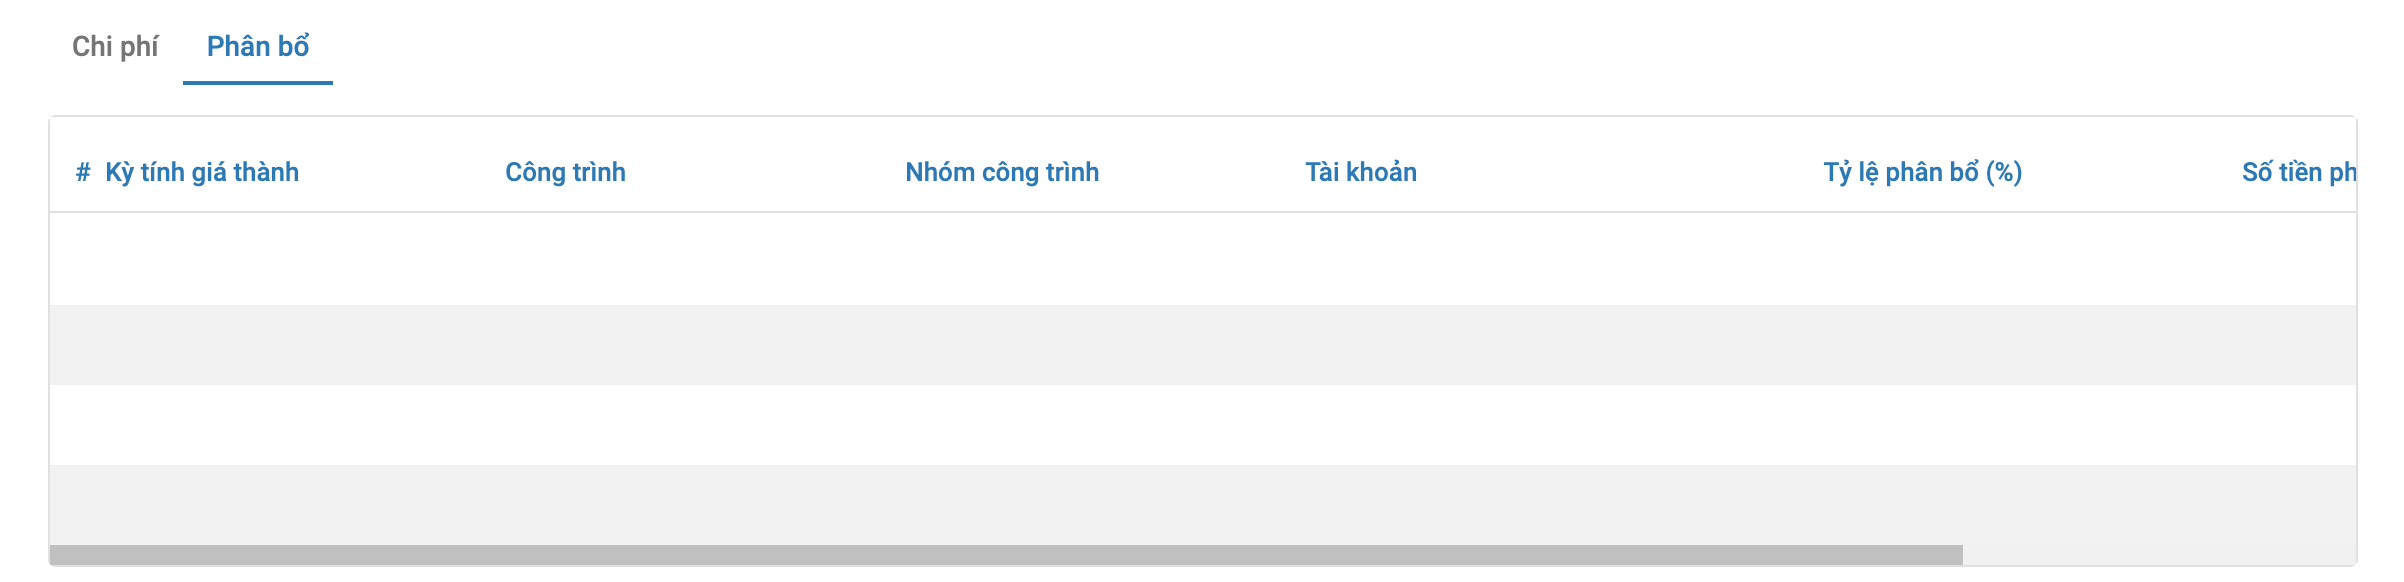 Chi phí Phân bổ
# Kỳ tính giá thành Công trình Nhóm công trình Tài khoản Tỷ lệ phân bổ (%) Số tiền ph